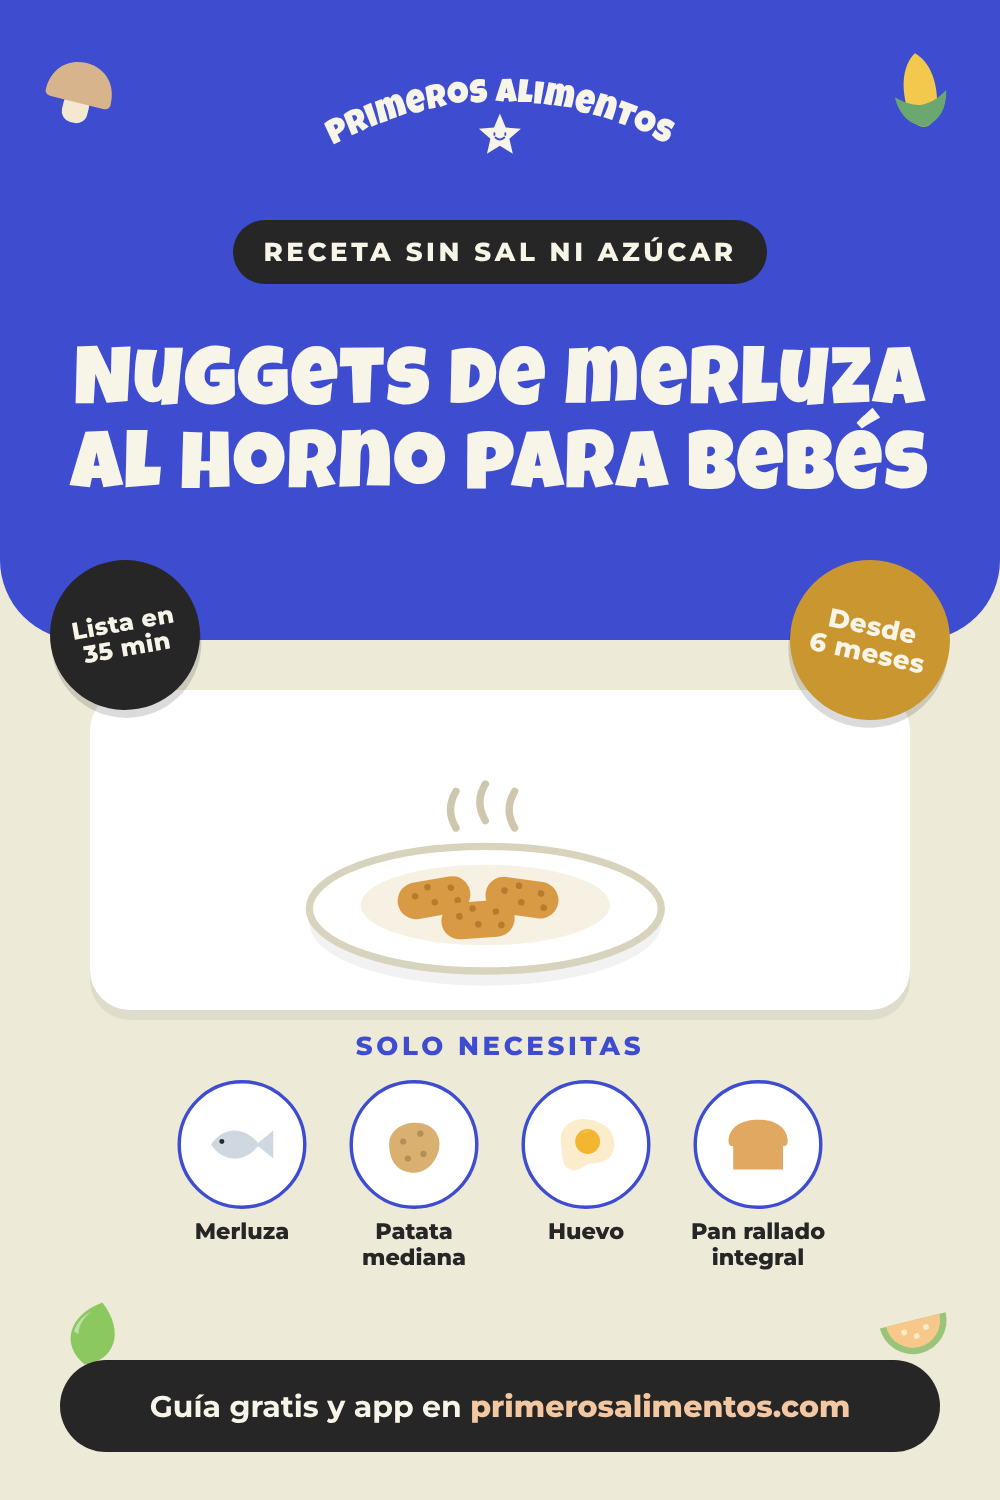 PRIMEROS ALIMENTOS
RECETA SIN SAL NI AZÚCAR
NUGGETS DE MERLUZA
AL HORNO PARA BEBÉS
Lista en
35 min
Desde
6 meses
SOLO NECESITAS
Merluza
Patata
mediana
Huevo
Pan rallado
integral
Guía gratis y app en primerosalimentos.com